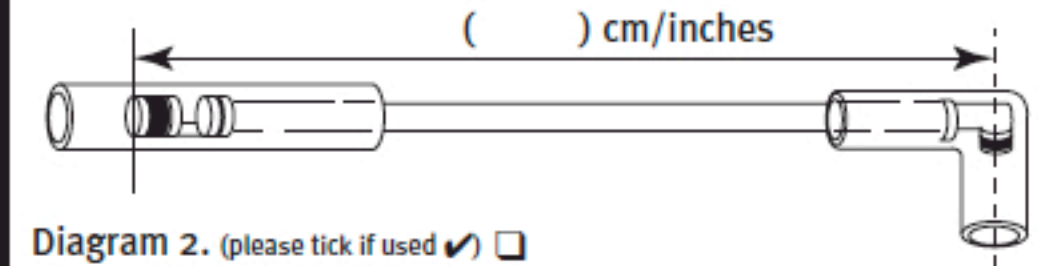 (          ) cm/inches
Diagram 2. (please tick if used ✔) ❑